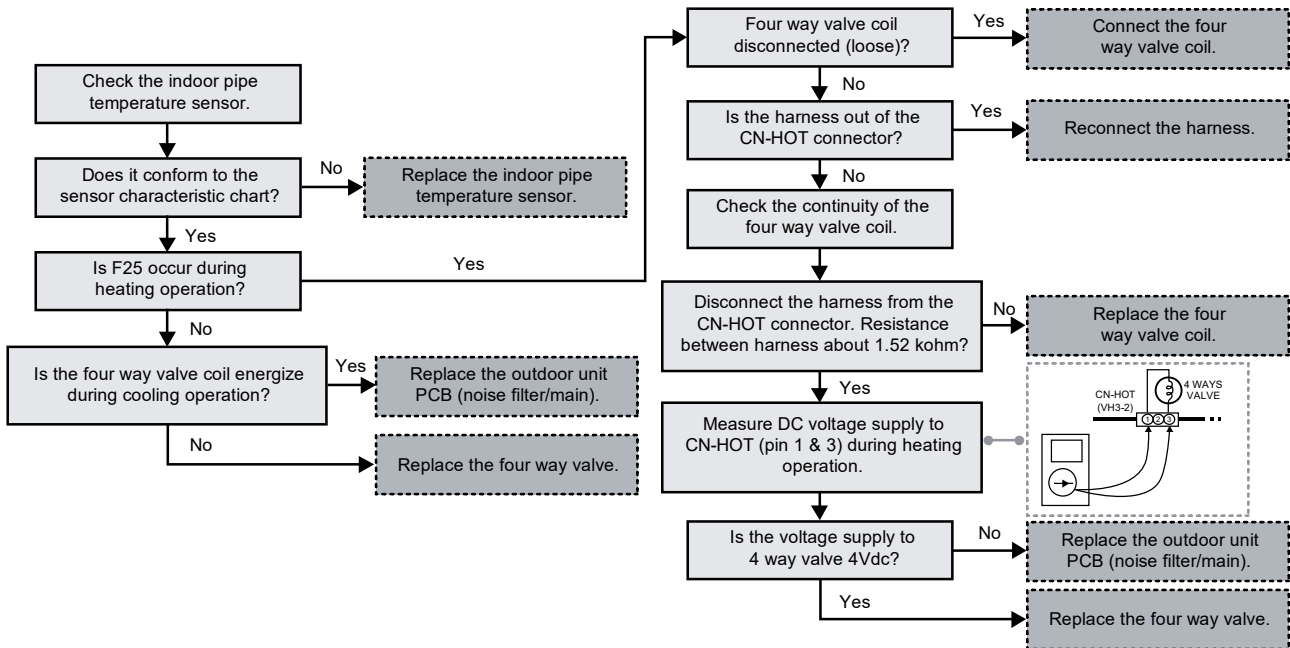 Check the indoor pipe
temperature sensor.
Does it conform to the
sensor characteristic chart?
No
Replace the indoor pipe
temperature sensor.
Yes
Is F25 occur during
heating operation?
Yes
No
Is the four way valve coil energize
during cooling operation?
Yes
Replace the outdoor unit
PCB (noise filter/main).
No
Replace the four way valve.
Four way valve coil
disconnected (loose)?
Yes
Connect the four
way valve coil.
No
Is the harness out of the
CN-HOT connector?
Yes
Reconnect the harness.
No
Check the continuity of the
four way valve coil.
Disconnect the harness from the
CN-HOT connector. Resistance
between harness about 1.52 kohm?
No
Replace the four
way valve coil.
Yes
Measure DC voltage supply to
CN-HOT (pin 1 & 3) during heating
operation.
CN-HOT
(VH3-2)
4 WAYS
VALVE
1 2 3
Is the voltage supply to
4 way valve 4Vdc?
No
Replace the outdoor unit
PCB (noise filter/main).
Yes
Replace the four way valve.